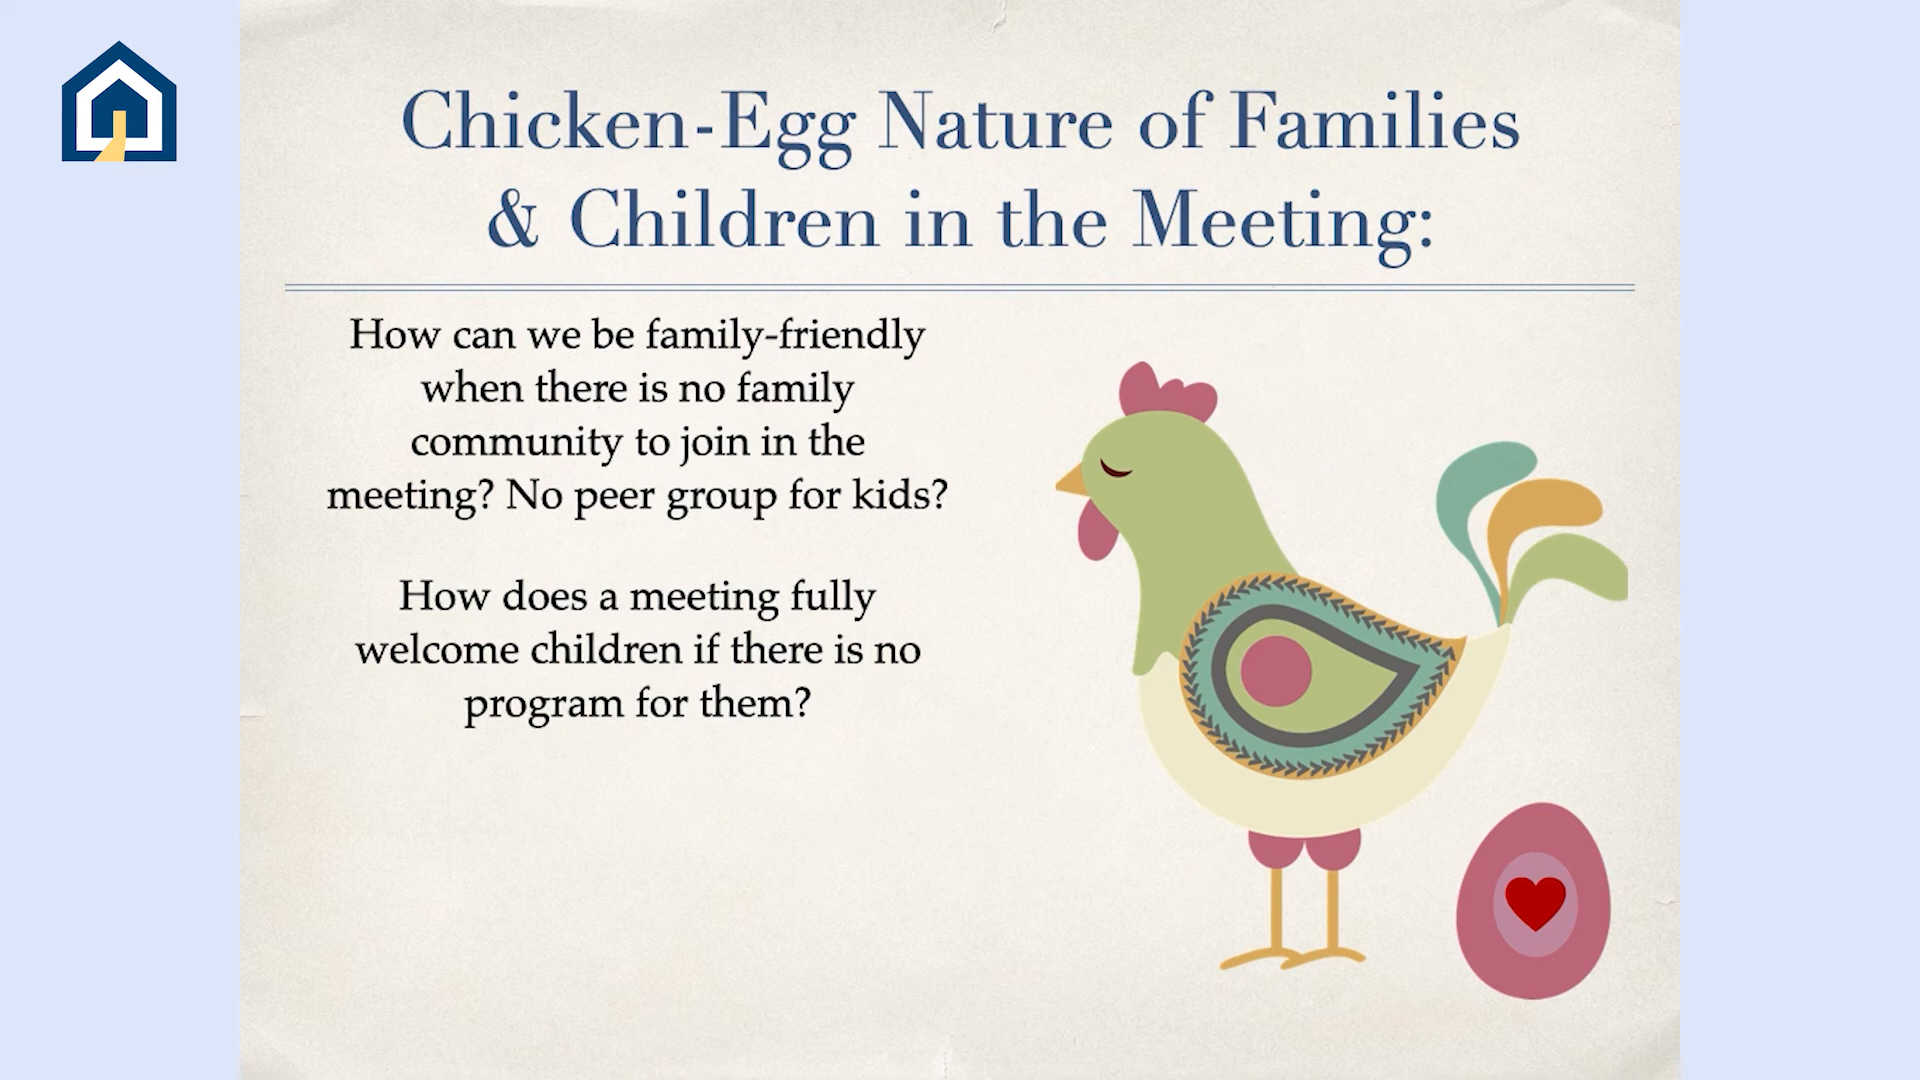 Chicken-Egg Nature of Families
& Children in the Meeting:
How can we be family-friendly
when there is no family
community to join in the
meeting? No peer group for kids?
How does a meeting fully
welcome children if there is no
program for them?